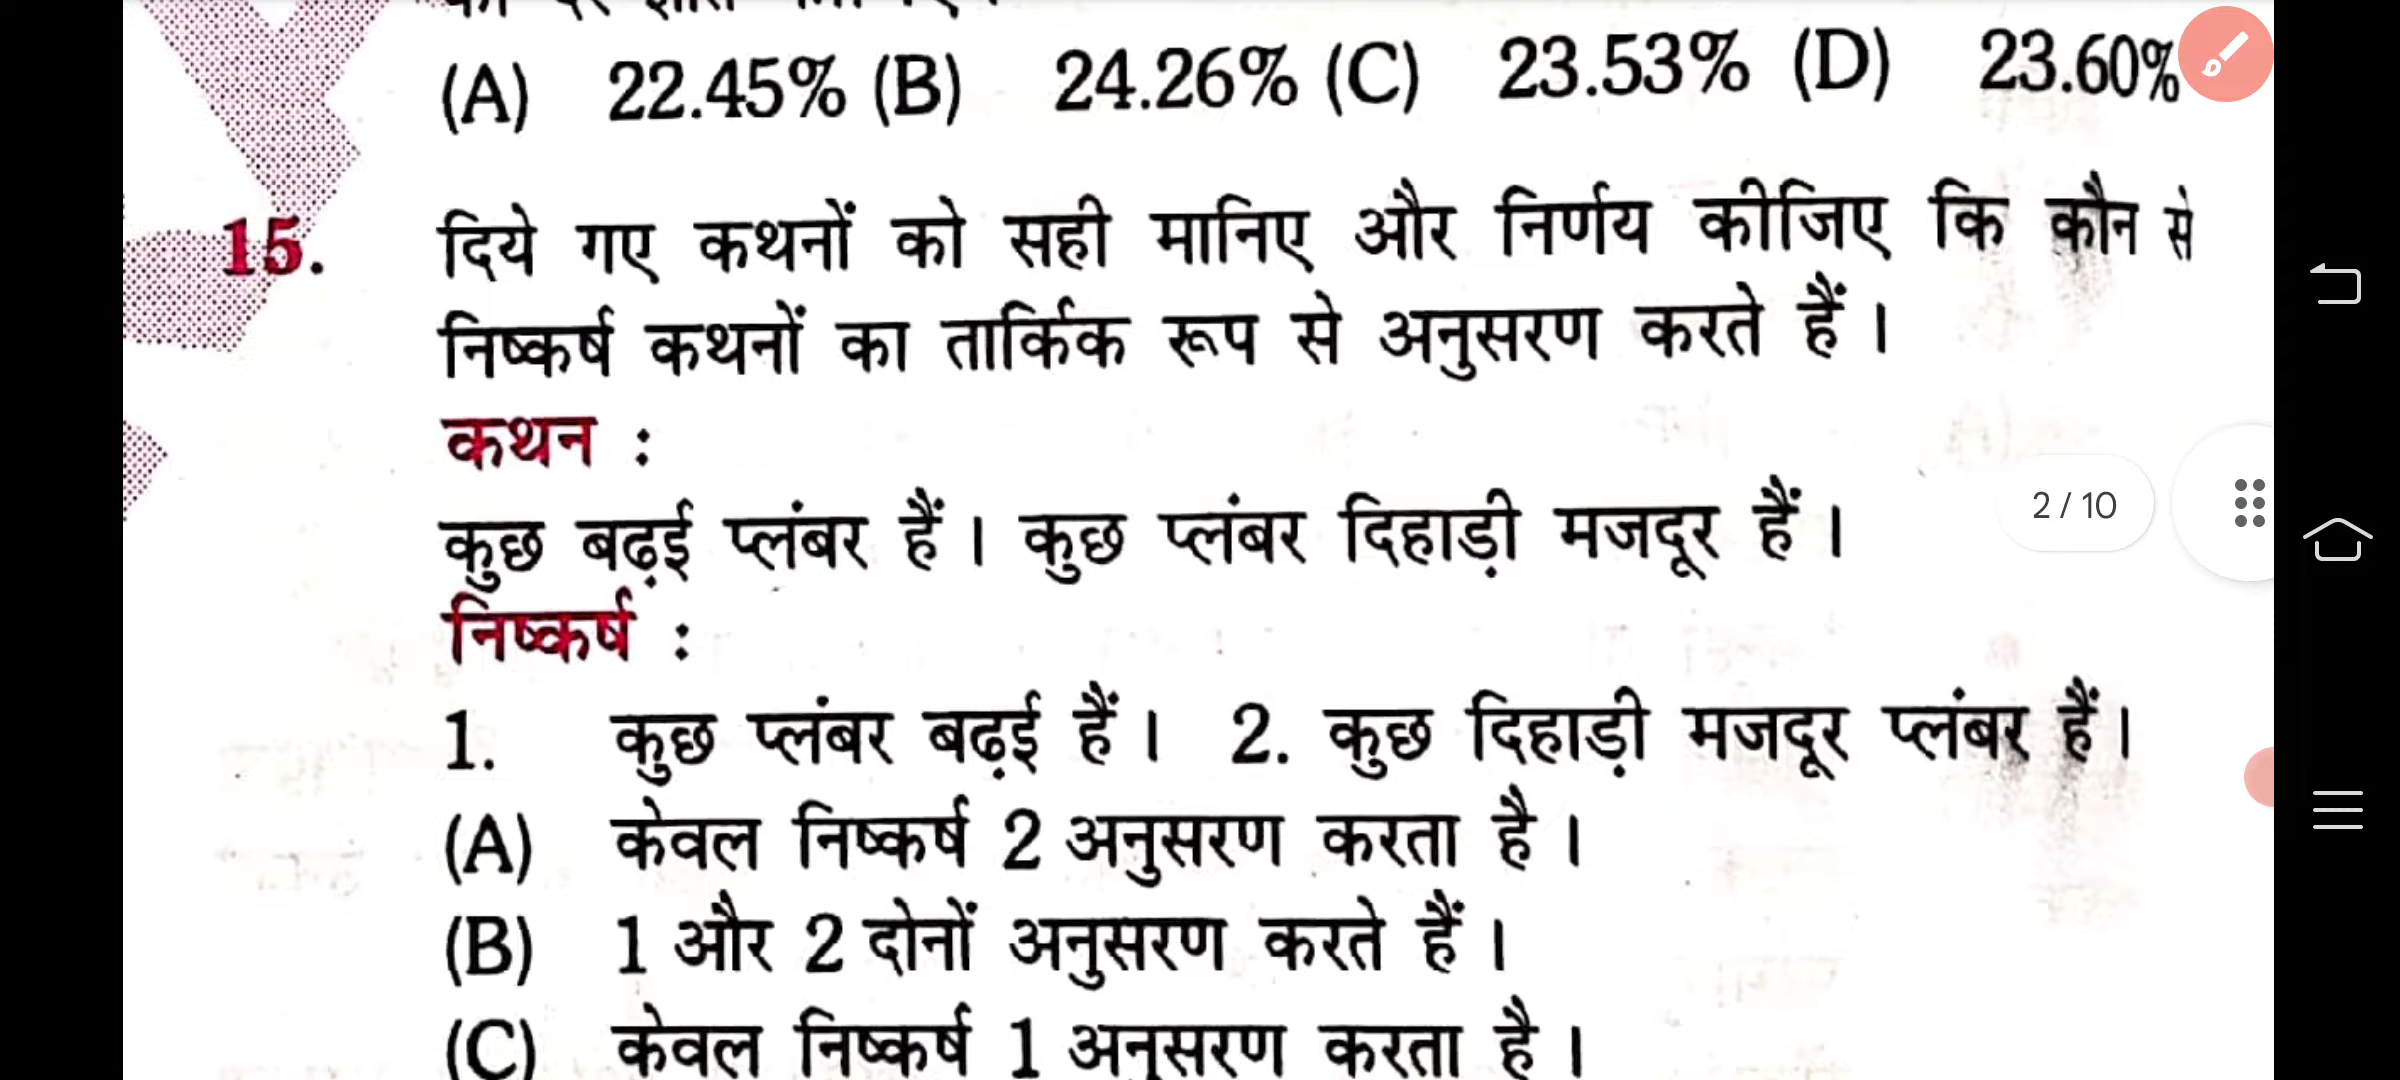 (A) 22.45% (B) 24.26% (C) 23.53% (D) 23.60%
15. दिये गए कथनों को सही मानिए और निर्णय कीजिए कि कौन से
निष्कर्ष कथनों का तार्किक रूप से अनुसरण करते हैं ।
कथन :
कुछ बढ़ई प्लंबर हैं । कुछ प्लंबर दिहाड़ी मजदूर हैं ।
2 / 10
निष्कर्ष :
1. कुछ प्लंबर बढ़ई हैं । 2. कुछ दिहाड़ी मजदूर प्लंबर हैं ।
(A) केवल निष्कर्ष 2 अनुसरण करता है ।
(B) 1 और 2 दोनों अनुसरण करते हैं ।
(C) केवल निष्कर्ष 1 अनुसरण करता है ।